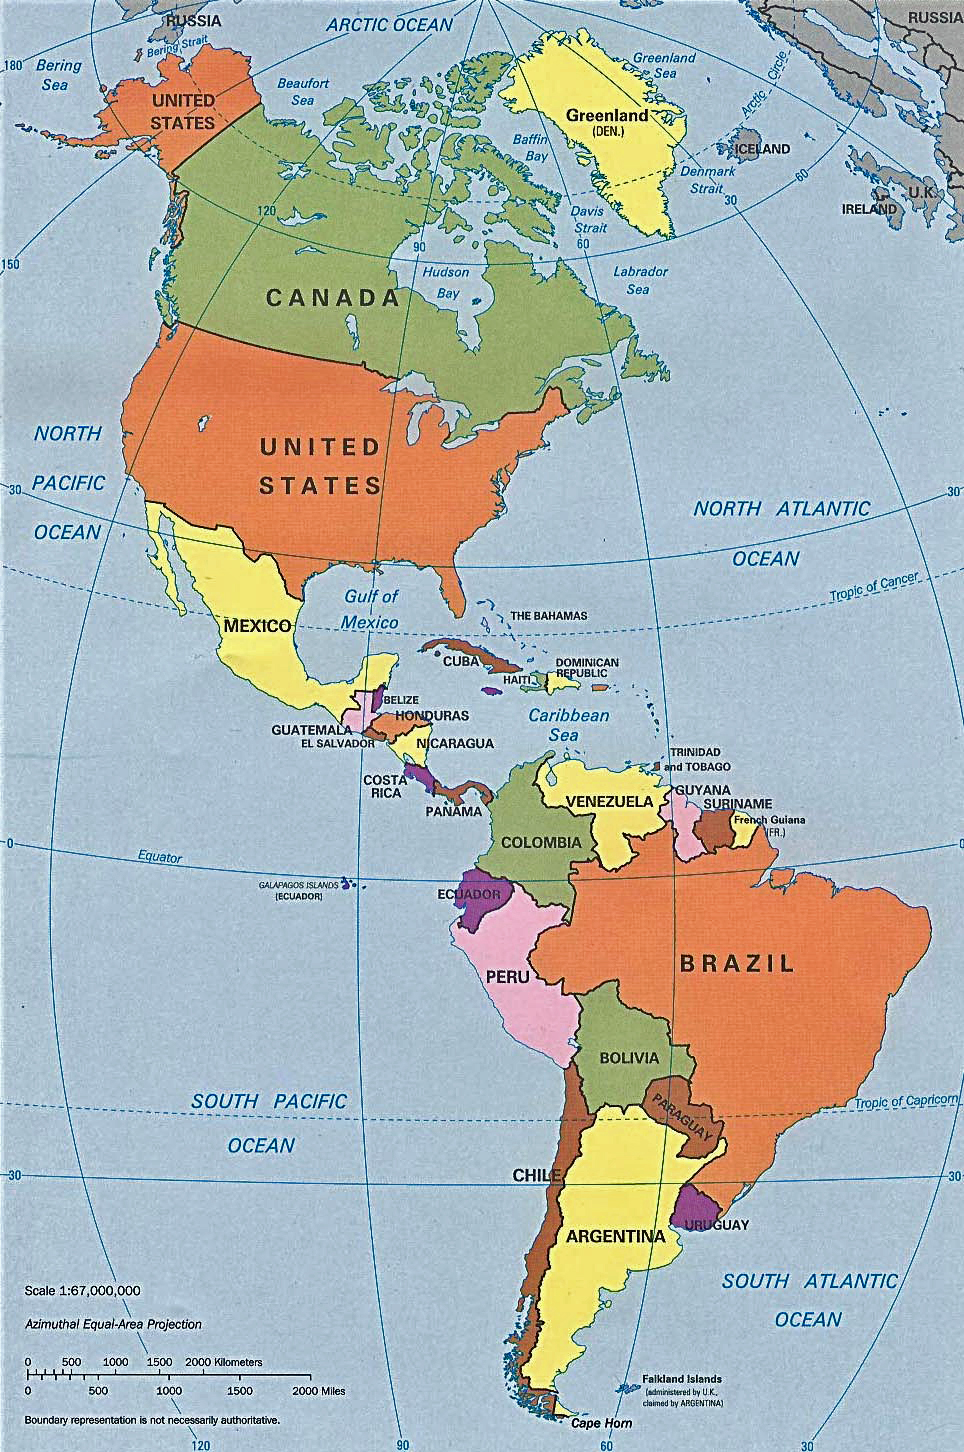 RUSSIA
ARCTIC OCEAN
RUSSIA
Bering Strait
180
Bering
Sea
Beaufort
Sea
Greenland
Sea
Arctic Circle
UNITED
STATES
Greenland
(DEN.)
Baffin
Bay
ICELAND
Denmark
Strait
60
30
U.K.
IRELAND
120
Davis
Strait
60
90
150
Hudson
Bay
Labrador
Sea
CANADA
NORTH
PACIFIC
OCEAN
30
UNITED
STATES
NORTH ATLANTIC
OCEAN
30
Tropic of Cancer
Gulf of
Mexico
THE BAHAMAS
MEXICO
CUBA
HAITI
DOMINICAN
REPUBLIC
BELIZE
HONDURAS
GUATEMALA
EL SALVADOR
NICARAGUA
Caribbean
Sea
COSTA
RICA
PANAMA
TRINIDAD
and TOBAGO
VENEZUELA
GUYANA
SURINAME
French Guiana
(FR.)
COLOMBIA
0
Equator
0
GALAPAGOS ISLANDS
(ECUADOR)
ECUADOR
PERU
BRAZIL
BOLIVIA
SOUTH PACIFIC
OCEAN
PARAGUAY
Tropic of Capricorn
30
CHILE
30
ARGENTINA
URUGUAY
SOUTH ATLANTIC
OCEAN
Scale 1:67,000,000
Azimuthal Equal-Area Projection
0 500 1000 1500 2000 Kilometers
0 500 1000 1500 2000 Miles
Boundary representation is not necessarily authoritative.
Falkland Islands
(administered by U.K.,
claimed by ARGENTINA)
Cape Horn
120
90
60
30